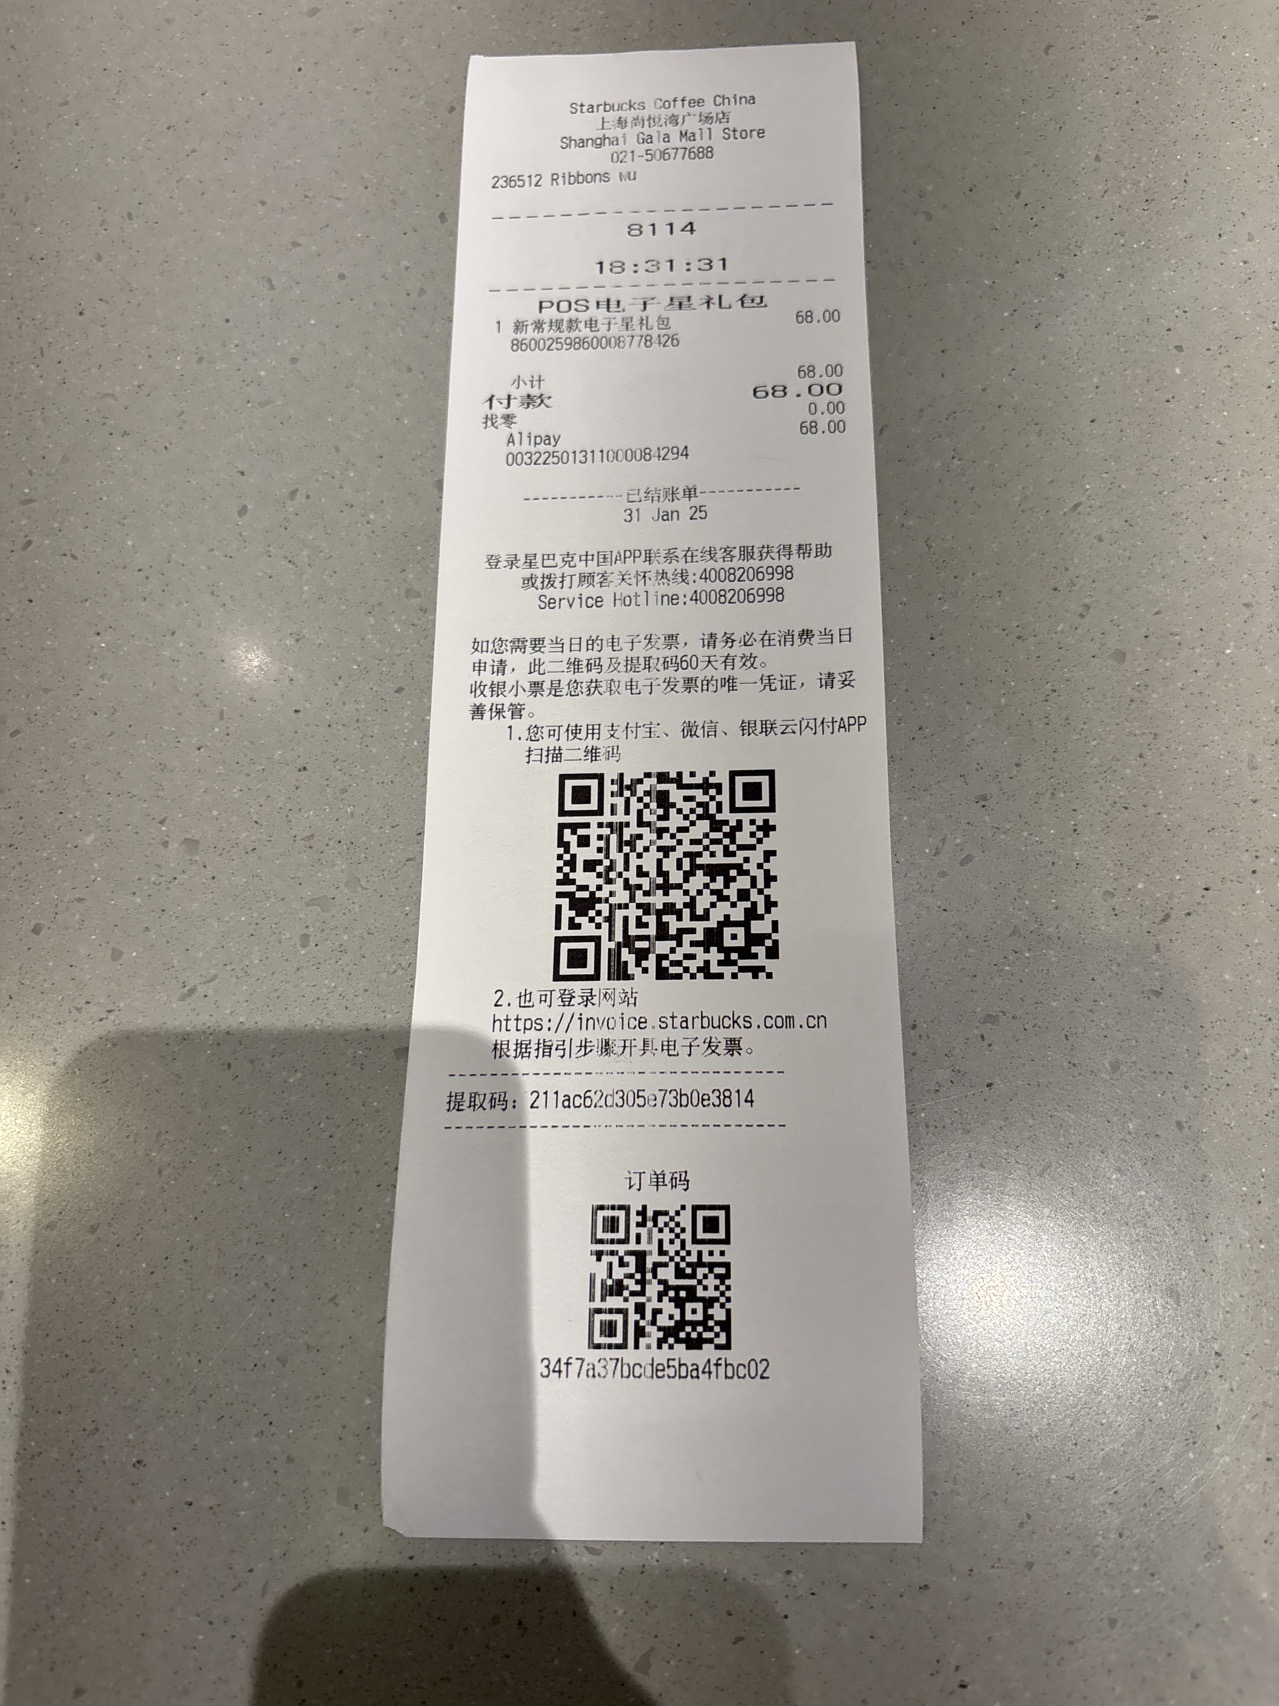 Starbucks Coffee China
上海尚悦湾广场店
Shanghai Gala Mall Store
021-50677688
236512 Ribbons wu
8114
18:31:31
POS电子星礼包
1 新常规款电子星礼包 68.00
8600259860008778426
小计 68.00
付款 68.00
找零 0.00
Alipay 68.00
00322501311000084294
-----------已结账单-----------
31 Jan 25
登录星巴克中国APP联系在线客服获得帮助
或拨打顾客关怀热线:4008206998
Service Hotline:4008206998
如您需要当日的电子发票，请务必在消费当日
申请，此二维码及提取码60天有效。
收银小票是您获取电子发票的唯一凭证，请妥
善保管。
1.您可使用支付宝、微信、银联云闪付APP
扫描二维码
2.也可登录网站
https://invoice.starbucks.com.cn
根据指引步骤开具电子发票。
提取码：211ac62d305e73b0e3814
订单码
34f7a37bcde5ba4fbc02